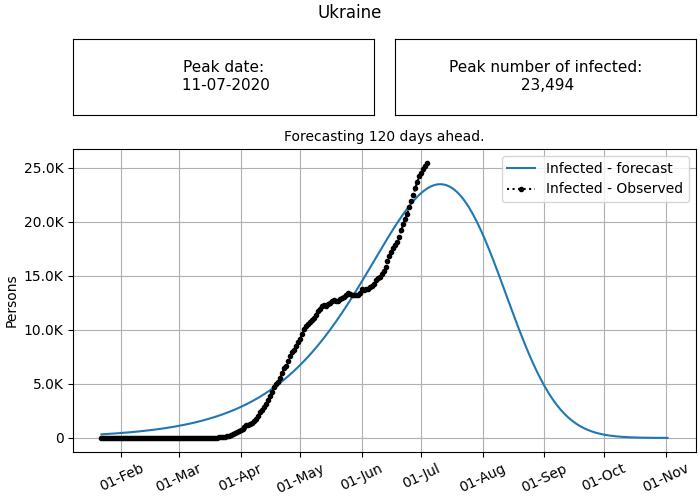 Ukraine
Peak date:
11-07-2020
Peak number of infected:
23,494
Forecasting 120 days ahead.
Infected - forecast
Infected - Observed
Persons
25.0K
20.0K
15.0K
10.0K
5.0K
0
01-Feb
01-Mar
01-Apr
01-May
01-Jun
01-Jul
01-Aug
01-Sep
01-Oct
01-Nov